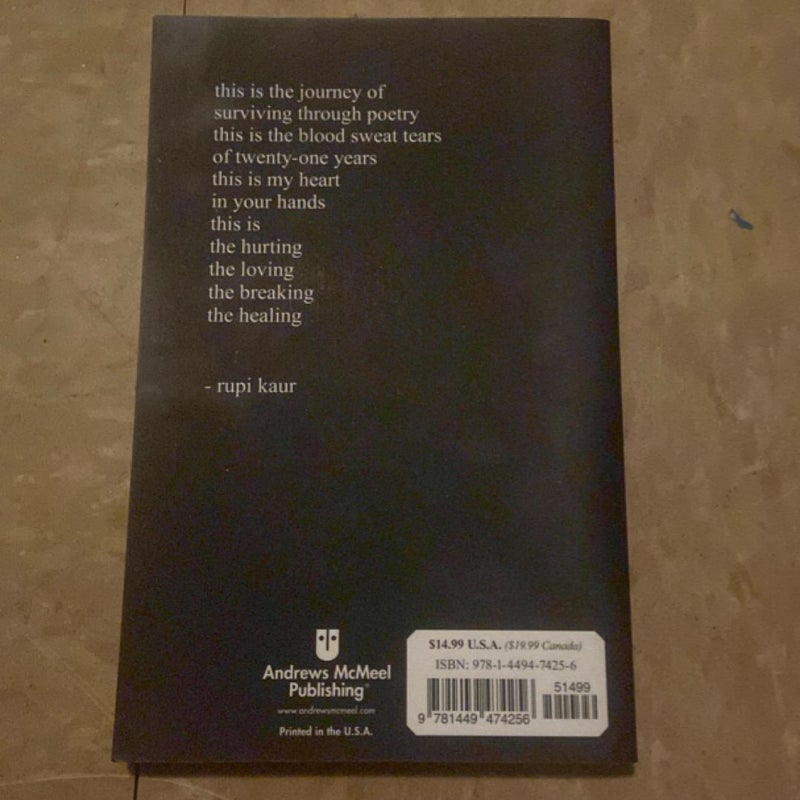 this is the journey of
surviving through poetry
this is the blood sweat tears
of twenty-one years
this is my heart
in your hands
this is
the hurting
the loving
the breaking
the healing
- rupi kaur
Andrews McMeel
Publishing®
www.andrewsmcmeel.com
Printed in the U.S.A.
$14.99 U.S.A. ($19.99 Canada)
ISBN: 978-1-4494-7425-6
51499
9 781449 474256